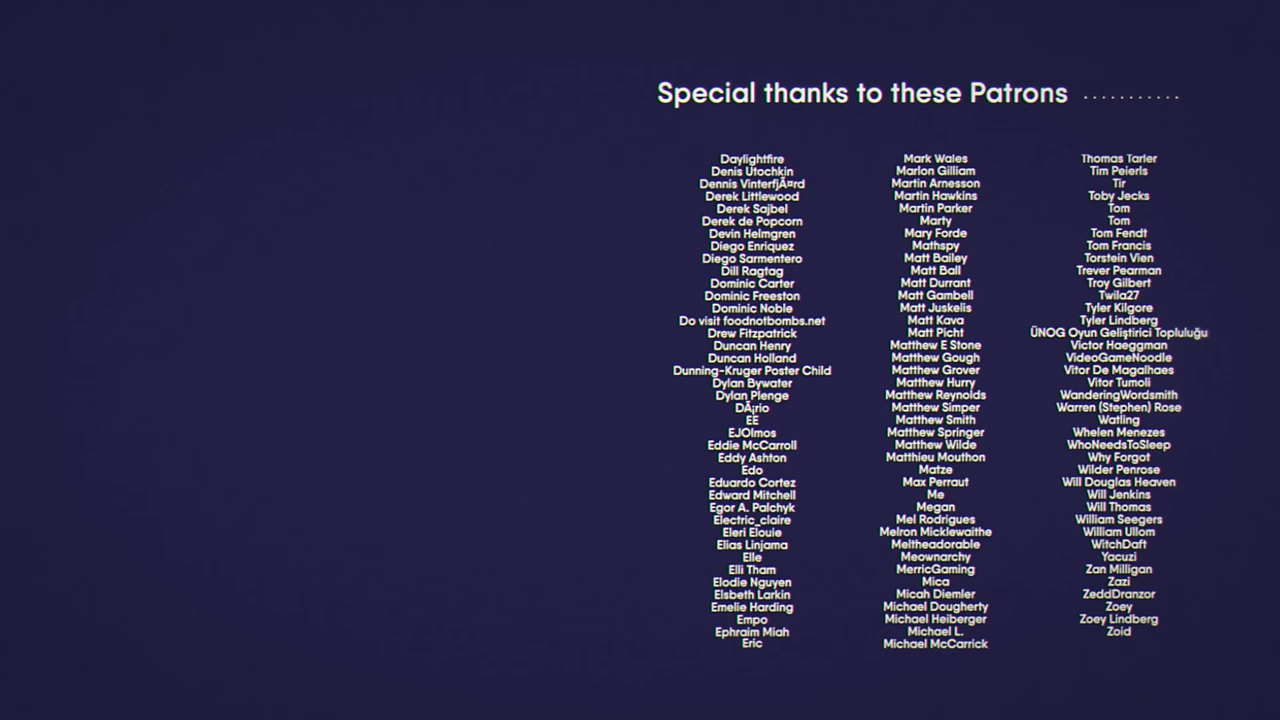 Special thanks to these Patrons ...........
Daylightfire
Denis Utochkin
Dennis VinterfjÃ¤rd
Derek Littlewood
Derek Sajbel
Derek de Popcorn
Devin Helmgren
Diego Enriquez
Diego Sarmentero
Dill Ragtag
Dominic Carter
Dominic Freeston
Dominic Noble
Do visit foodnotbombs.net
Drew Fitzpatrick
Duncan Henry
Duncan Holland
Dunning-Kruger Poster Child
Dylan Bywater
Dylan Plenge
DÃ¡rio
EE
EJOlmos
Eddie McCarroll
Eddy Ashton
Edo
Eduardo Cortez
Edward Mitchell
Egor A. Palchyk
Electric_claire
Eleri Elouie
Elias Linjama
Elle
Elli Tham
Elodie Nguyen
Elsbeth Larkin
Emelie Harding
Empo
Ephraim Miah
Eric
Mark Wales
Marlon Gilliam
Martin Arnesson
Martin Hawkins
Martin Parker
Marty
Mary Forde
Mathspy
Matt Bailey
Matt Ball
Matt Durrant
Matt Gambell
Matt Juskelis
Matt Kava
Matt Picht
Matthew E Stone
Matthew Gough
Matthew Grover
Matthew Hurry
Matthew Reynolds
Matthew Simper
Matthew Smith
Matthew Springer
Matthew Wilde
Matthieu Mouthon
Matze
Max Perraut
Me
Megan
Mel Rodrigues
Melron Micklewaithe
Meltheadorable
Meownarchy
MerricGaming
Mica
Micah Diemler
Michael Dougherty
Michael Heiberger
Michael L.
Michael McCarrick
Thomas Tarler
Tim Peierls
Tir
Toby Jecks
Tom
Tom
Tom Fendt
Tom Francis
Torstein Vien
Trever Pearman
Troy Gilbert
Twila27
Tyler Kilgore
Tyler Lindberg
ÜNOG Oyun Geliştirici Topluluğu
Victor Haeggman
VideoGameNoodle
Vitor De Magalhaes
Vitor Tumoli
WanderingWordsmith
Warren (Stephen) Rose
Watling
Whelen Menezes
WhoNeedsToSleep
Why Forgot
Wilder Penrose
Will Douglas Heaven
Will Jenkins
Will Thomas
William Seegers
William Ullom
WitchDaft
Yacuzi
Zan Milligan
Zazi
ZeddDranzor
Zoey
Zoey Lindberg
Zoid